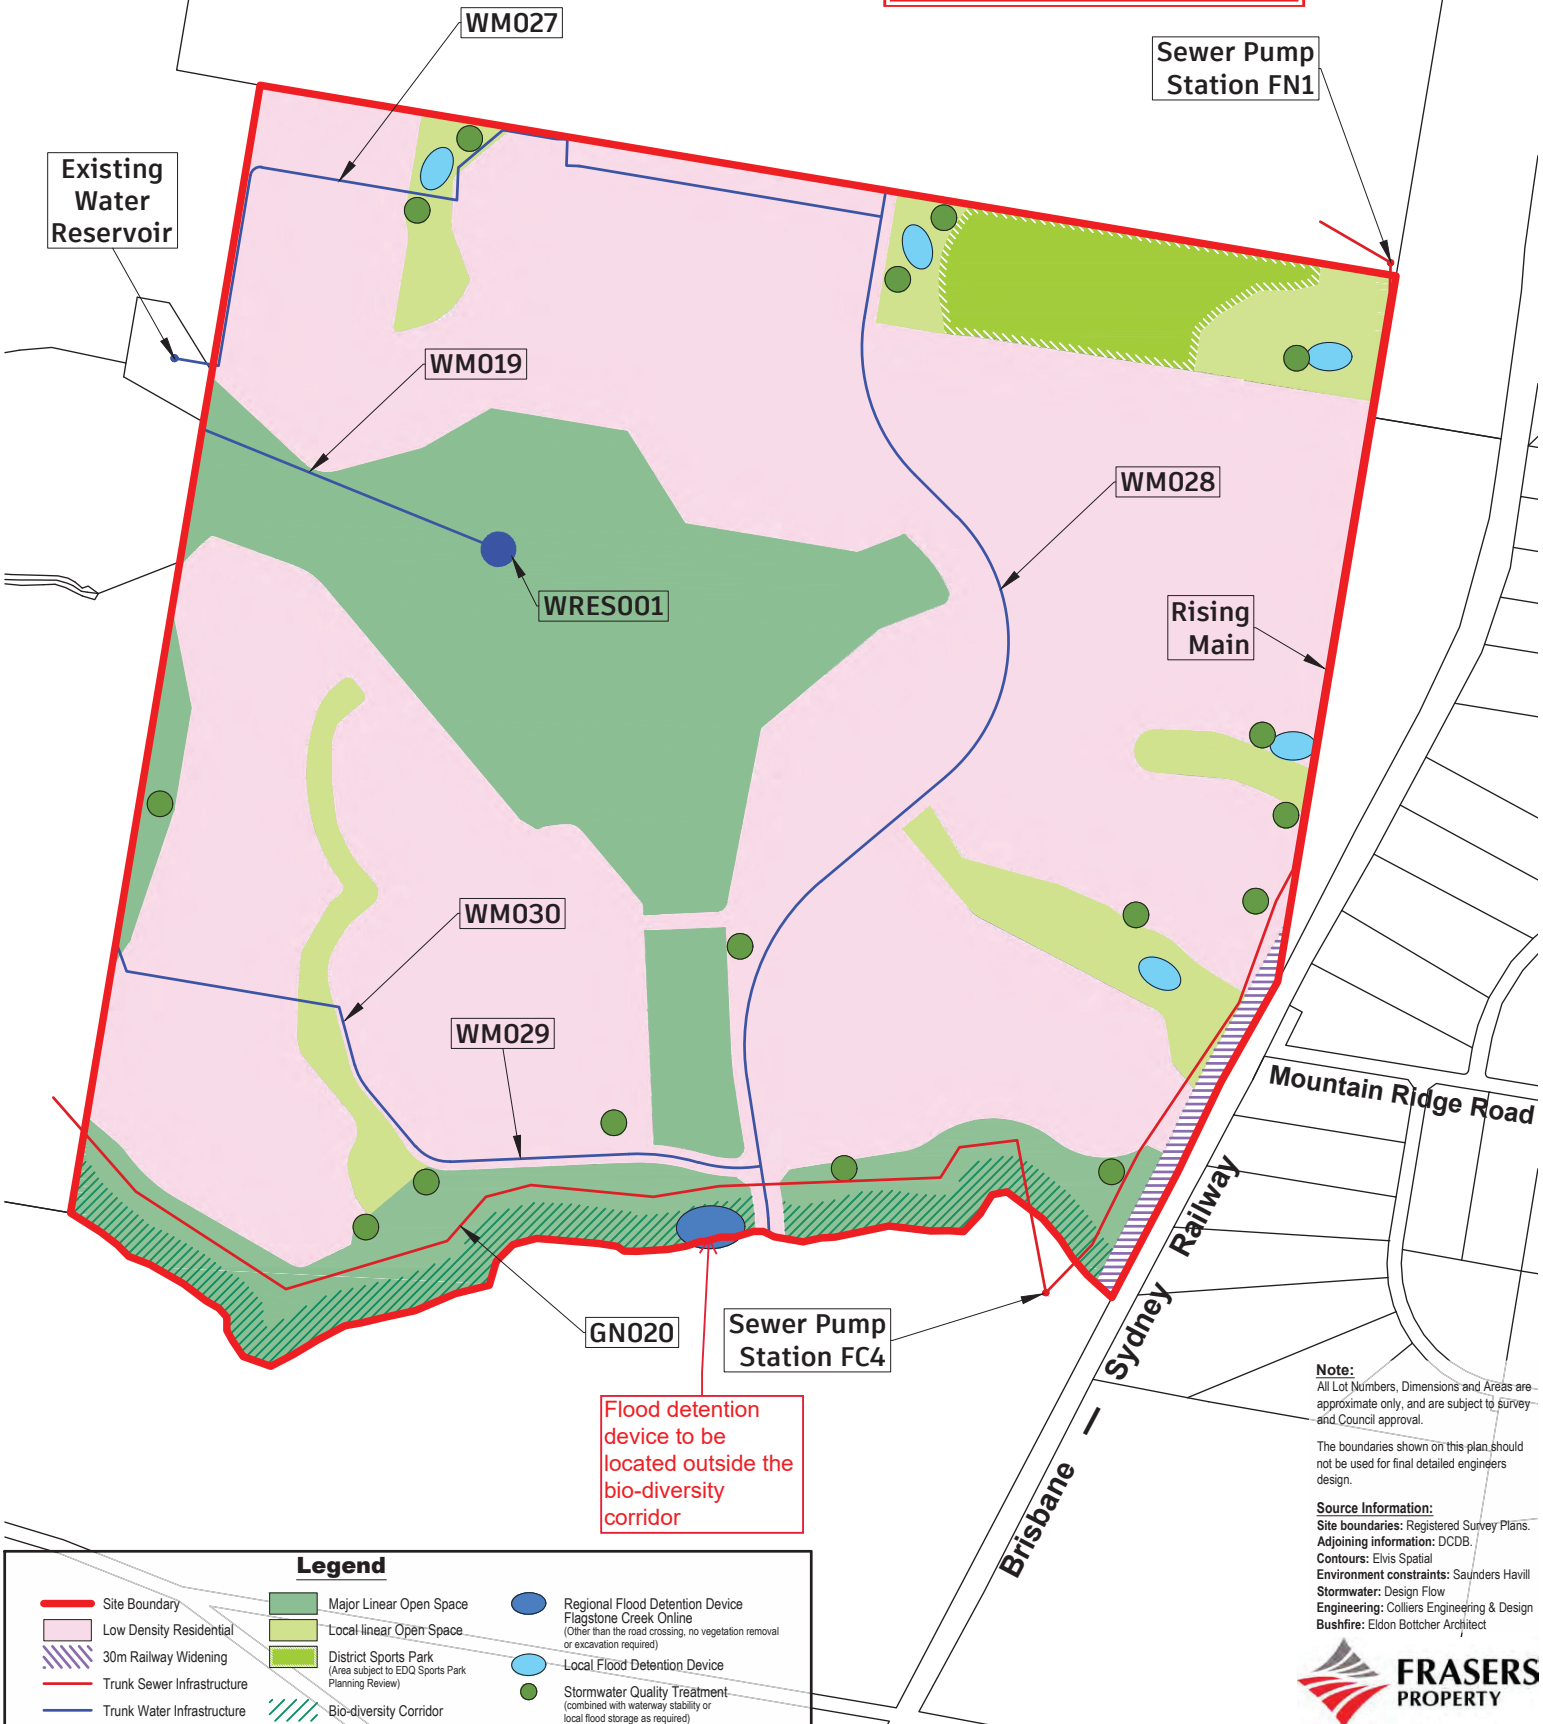 WM027
Sewer Pump
Station FN1
Existing
Water
Reservoir
WM019
WM028
WRES001
Rising
Main
WM030
WM029
Mountain Ridge Road
GN020
Sewer Pump
Station FC4
Brisbane — Sydney Railway
Flood detention
device to be
located outside the
bio-diversity
corridor
Note:
All Lot Numbers, Dimensions and Areas are
approximate only, and are subject to survey
and Council approval.
The boundaries shown on this plan should
not be used for final detailed engineers
design.
Source Information:
Site boundaries: Registered Survey Plans.
Adjoining information: DCDB.
Contours: Elvis Spatial
Environment constraints: Saunders Havill
Stormwater: Design Flow
Engineering: Colliers Engineering & Design
Bushfire: Eldon Bottcher Architect
FRASERS
PROPERTY
Legend
Site Boundary
Low Density Residential
30m Railway Widening
Trunk Sewer Infrastructure
Trunk Water Infrastructure
Major Linear Open Space
Local linear Open Space
District Sports Park
(Area subject to EDQ Sports Park
Planning Review)
Bio-diversity Corridor
Regional Flood Detention Device
Flagstone Creek Online
(Other than the road crossing, no vegetation removal
or excavation required)
Local Flood Detention Device
Stormwater Quality Treatment
(combined with waterway stability or
local flood storage as required)